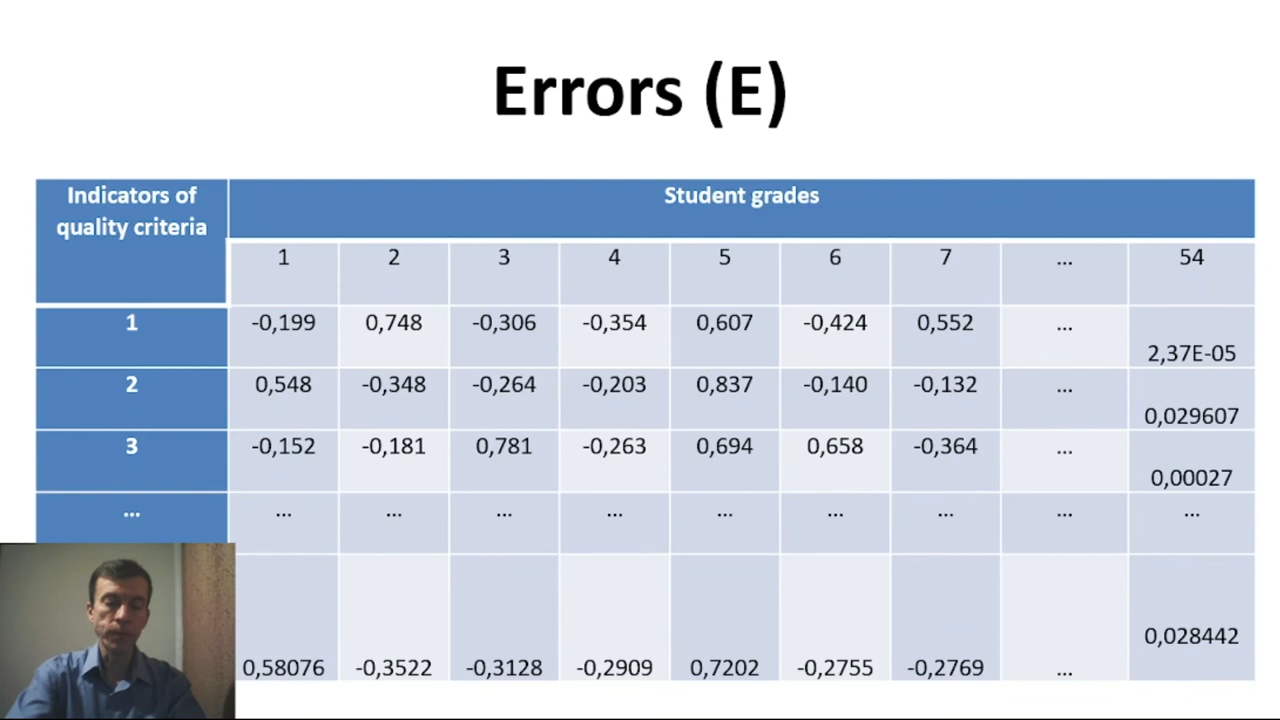 Errors (E)
Indicators of quality criteria Student grades
1 2 3 4 5 6 7 ... 54
1 -0,199 0,748 -0,306 -0,354 0,607 -0,424 0,552 ... 2,37E-05
2 0,548 -0,348 -0,264 -0,203 0,837 -0,140 -0,132 ... 0,029607
3 -0,152 -0,181 0,781 -0,263 0,694 0,658 -0,364 ... 0,00027
... ... ... ... ... ... ... ... ... ...
0,58076 -0,3522 -0,3128 -0,2909 0,7202 -0,2755 -0,2769 ... 0,028442